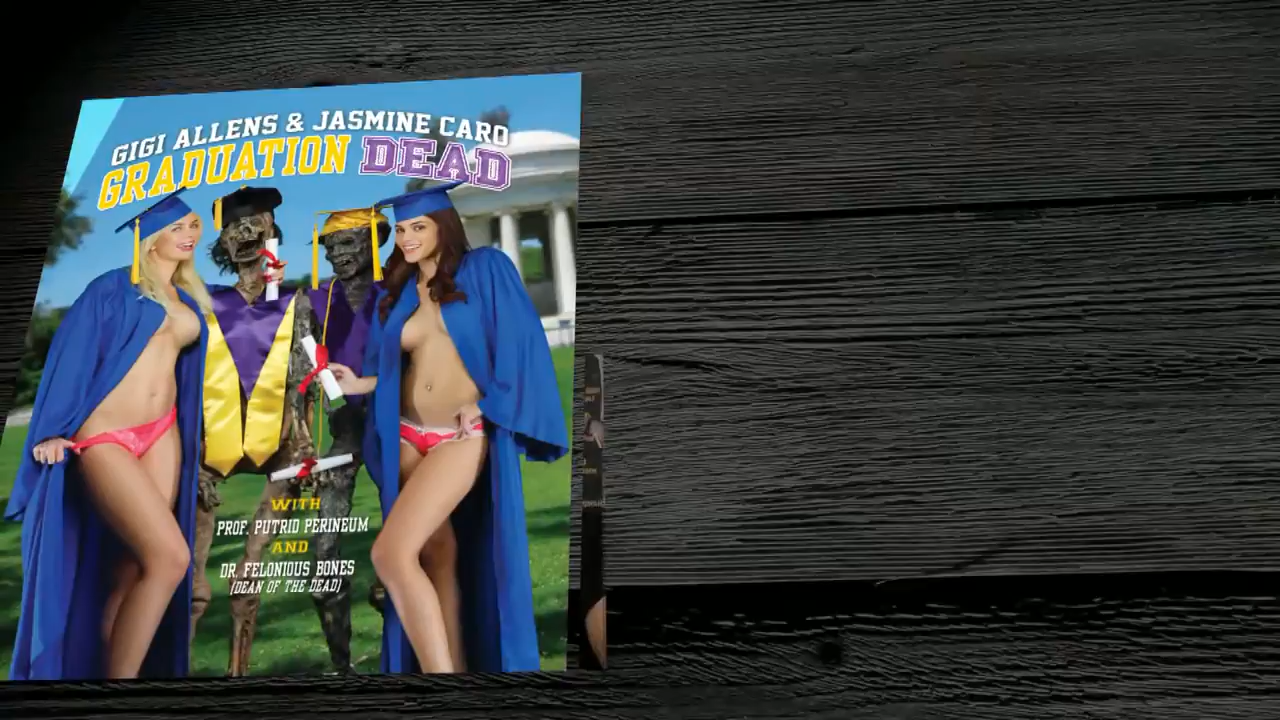 GIGI ALLENS & JASMINE CARO
GRADUATION DEAD
WITH
PROF. PUTRID PERINEUM
AND
DR. FELONIOUS BONES
(DEAN OF THE DEAD)